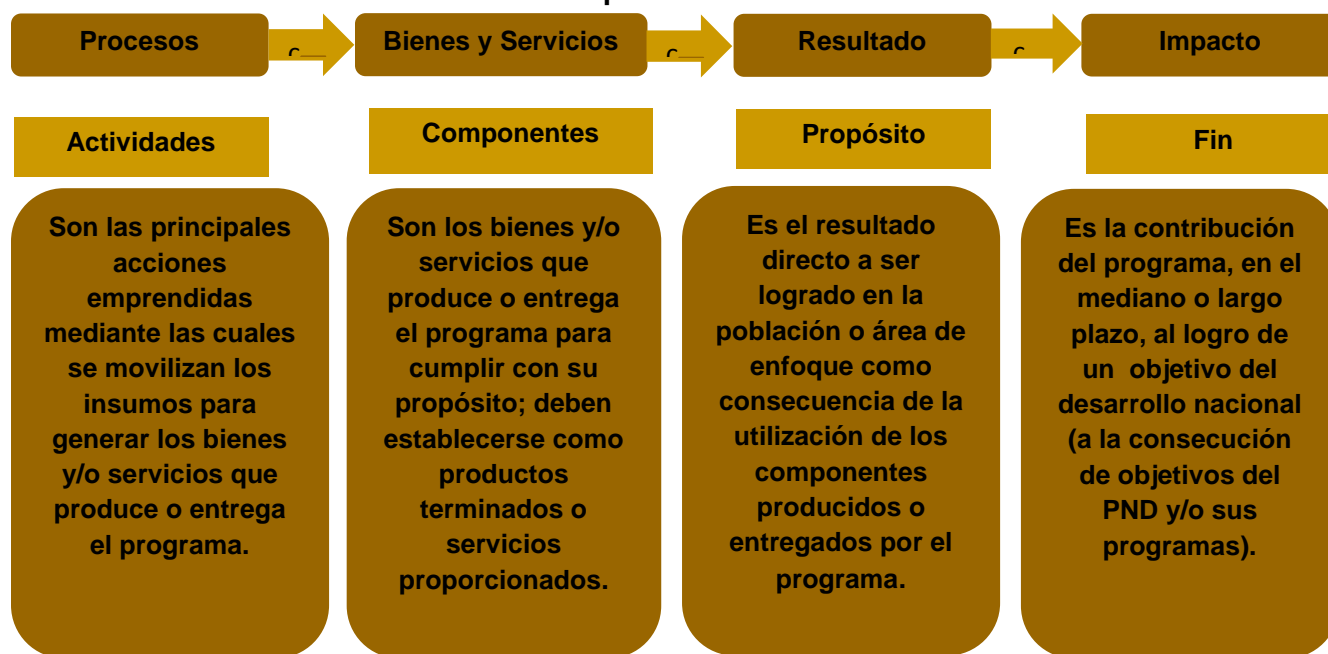 Procesos
Bienes y Servicios
Resultado
Impacto
Actividades
Componentes
Propósito
Fin
Son las principales
acciones
emprendidas
mediante las cuales
se movilizan los
insumos para
generar los bienes
y/o servicios que
produce o entrega
el programa.
Son los bienes y/o
servicios que
produce o entrega
el programa para
cumplir con su
propósito; deben
establecerse como
productos
terminados o
servicios
proporcionados.
Es el resultado
directo a ser
logrado en la
población o área de
enfoque como
consecuencia de la
utilización de los
componentes
producidos o
entregados por el
programa.
Es la contribución
del programa, en el
mediano o largo
plazo, al logro de
un objetivo del
desarrollo nacional
(a la consecución
de objetivos del
PND y/o sus
programas).